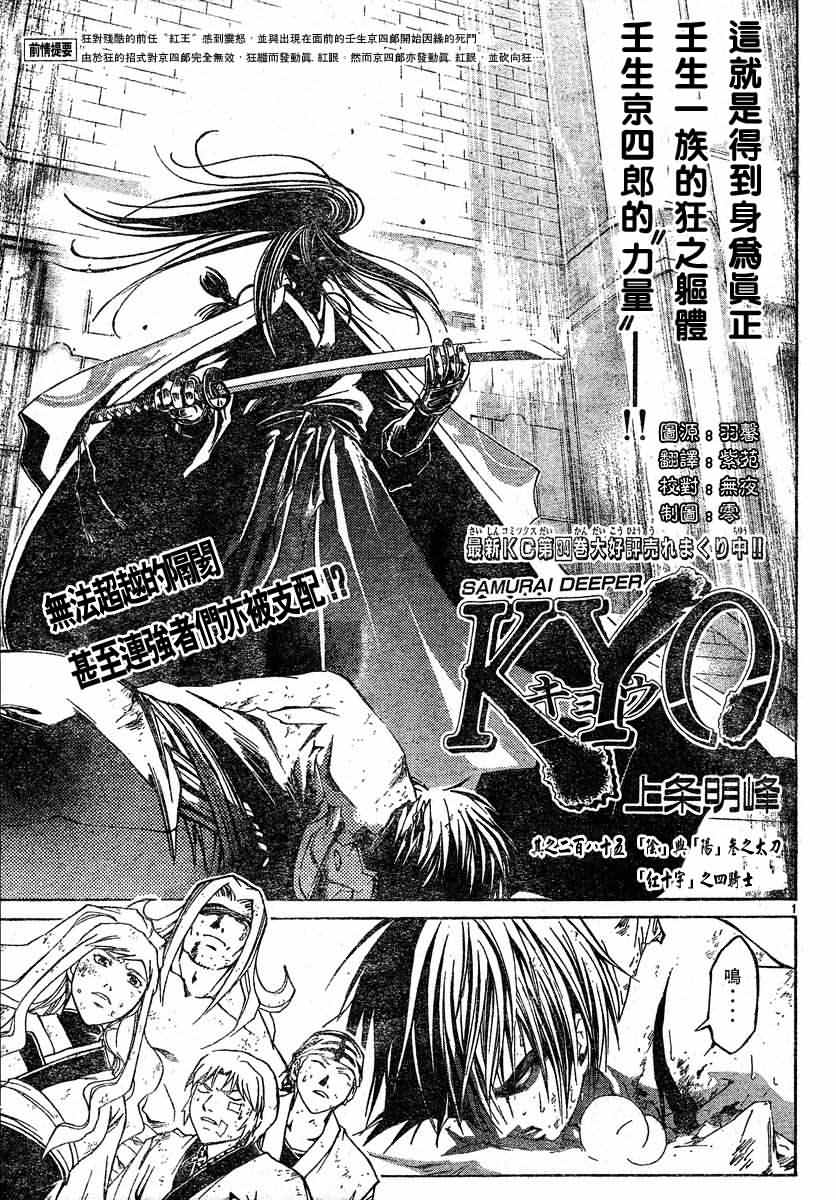 前情提要
狂對殘酷的前任“紅王”感到震怒，並與出現在面前的壬生京四郎開始因緣的死鬥
由於狂的招式對京四郎完全無效，狂繼而發動真．紅眼，然而京四郎亦發動真．紅眼，並砍向狂…
這就是得到身為眞正
壬生一族的狂之軀體
壬生京四郎的〝力量〞——!!
圖源：羽馨
翻譯：紫苑
校對：無夜
制圖：零
最新KC第33巻大好評売れまくり中!!
無法超越的隔閡
甚至連強者們亦被支配!?
SAMURAI DEEPER
KYO
キョウ
上条明峰
其之二百八十五 「陰」與「陽」叁之太刀
「紅十字」之四騎士
1
嗚‥‥